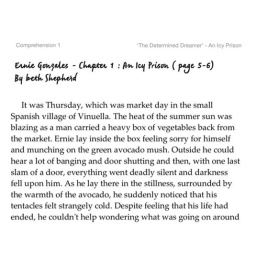 Comprehension 1 'The Determined Dreamer' - An Icy Prison
Ernie Gonzales - Chapter 1 : An Icy Prison ( page 5-6)
By beth Shepherd
It was Thursday, which was market day in the small
Spanish village of Vinuella. The heat of the summer sun was
blazing as a man carried a heavy box of vegetables back from
the market. Ernie lay inside the box feeling sorry for himself
and munching on the green avocado mush. Outside he could
hear a lot of banging and door shutting and then, with one last
slam of a door, everything went deadly silent and darkness
fell upon him. As he lay there in the stillness, surrounded by
the warmth of the avocado, he suddenly noticed that his
tentacles felt strangely cold. Despite feeling that his life had
ended, he couldn't help wondering what was going on around